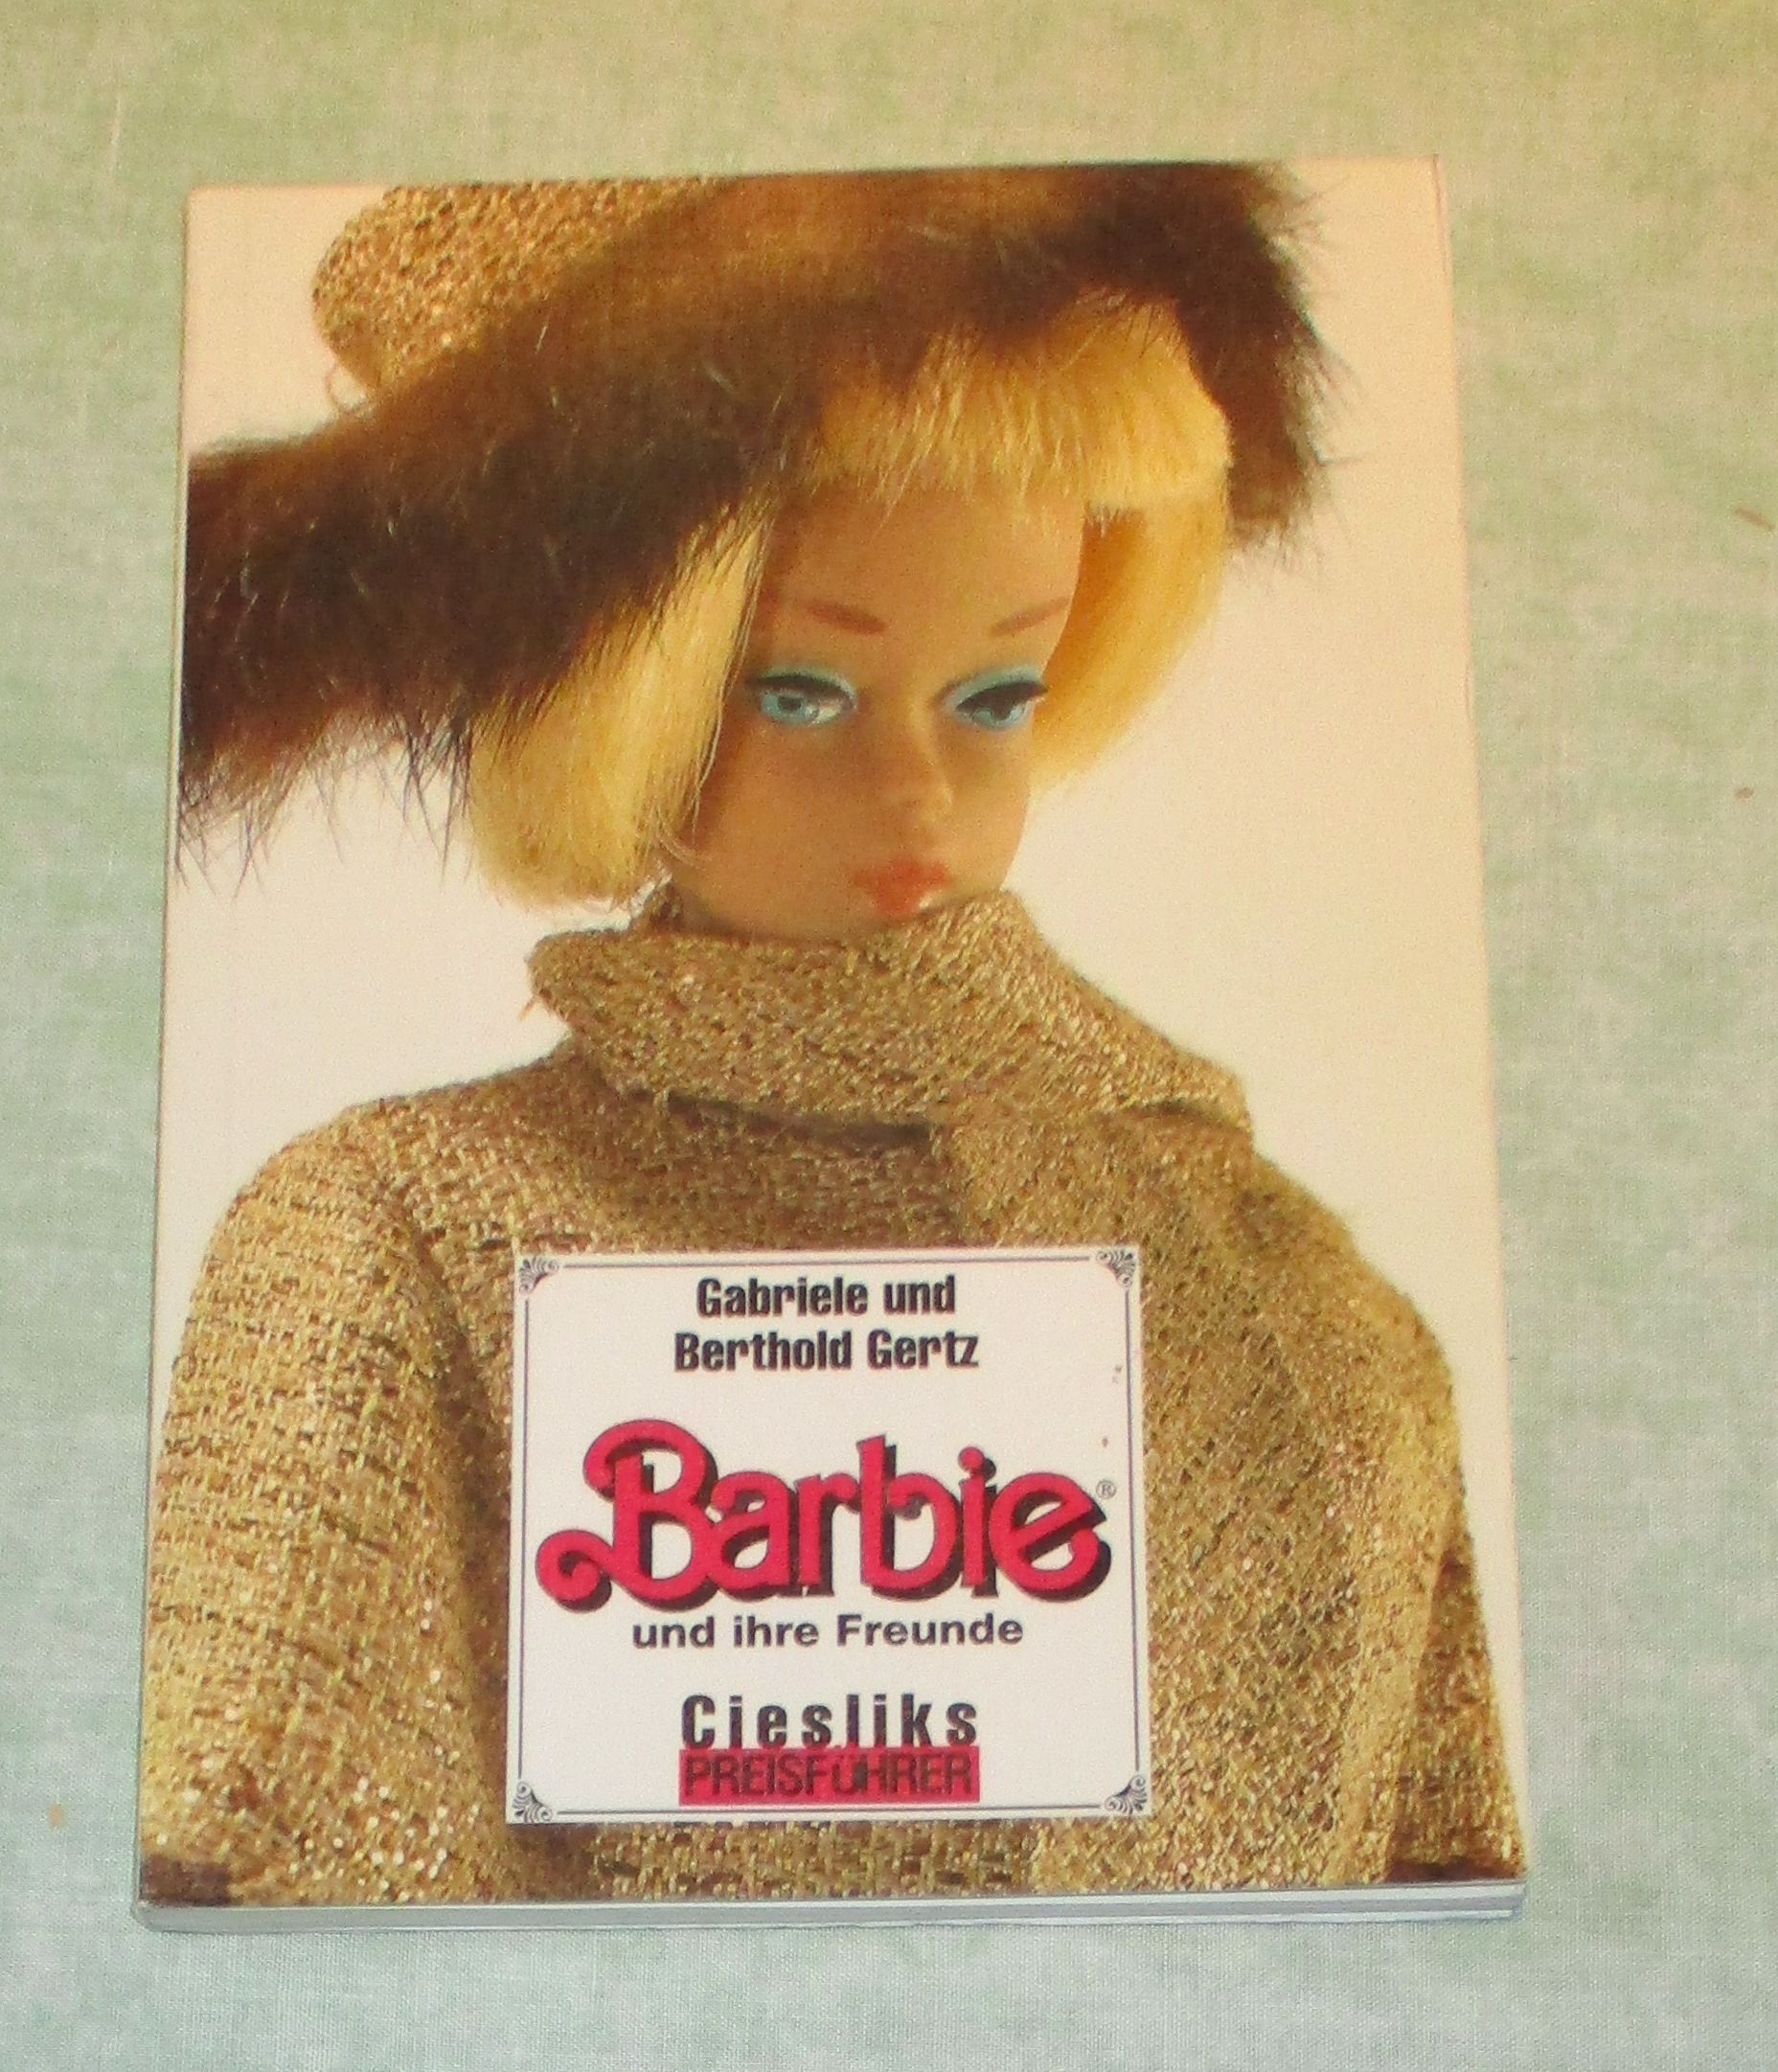 Gabriele und
Berthold Gertz
Barbie®
und ihre Freunde
Ciesliks
PREISFÜHRER